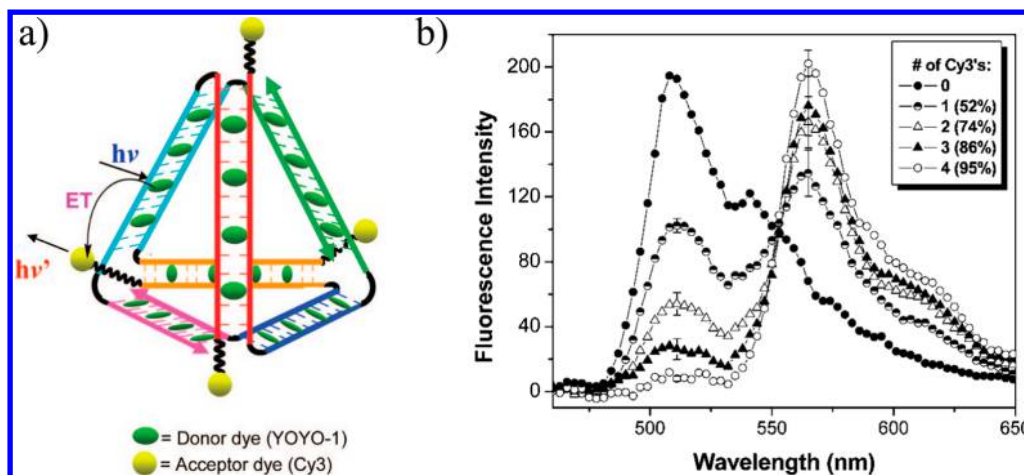 a)
hν
ET
hν'
= Donor dye (YOYO-1)
= Acceptor dye (Cy3)
b)
Fluorescence Intensity
200
160
120
80
40
0
# of Cy3's:
0
1 (52%)
2 (74%)
3 (86%)
4 (95%)
500 550 600 650
Wavelength (nm)